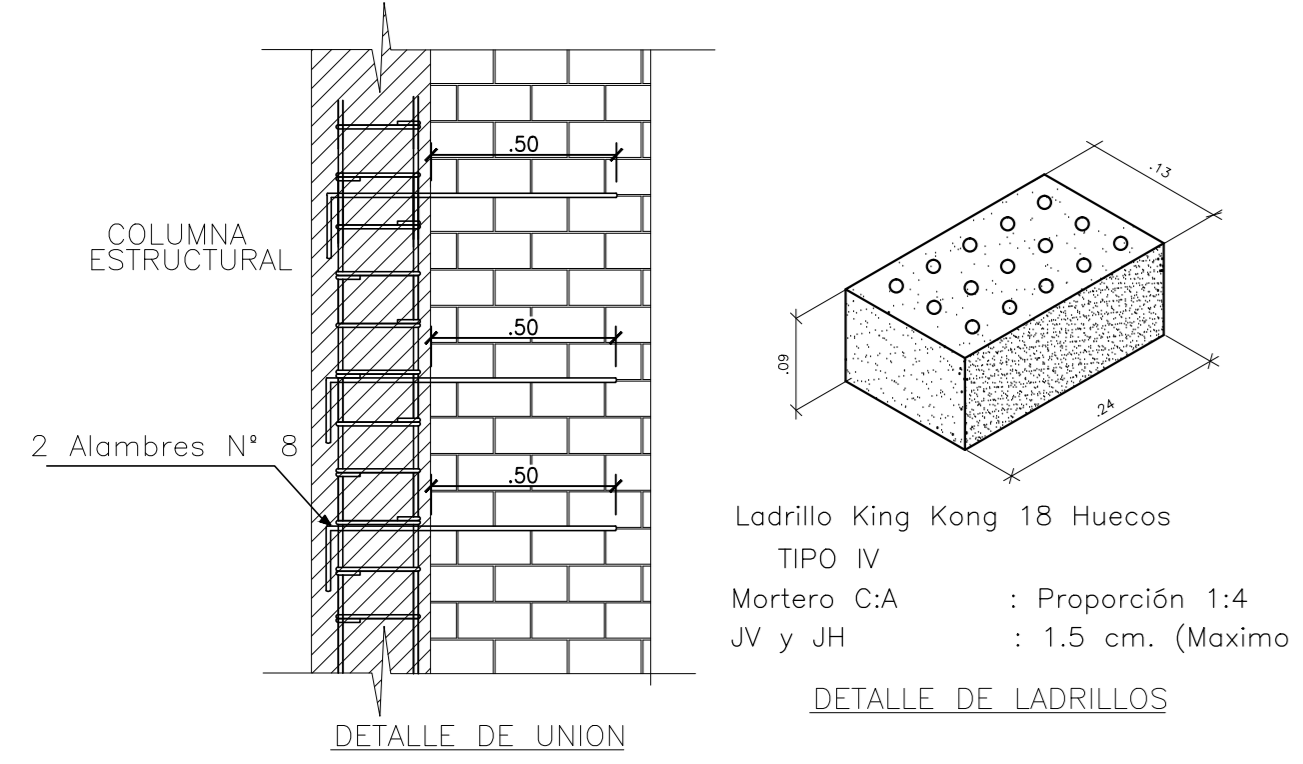 .50
COLUMNA
ESTRUCTURAL
.50
2 Alambres Nº 8
.50
DETALLE DE UNION
.13
.09
.24
Ladrillo King Kong 18 Huecos
TIPO IV
Mortero C:A : Proporción 1:4
JV y JH : 1.5 cm. (Maximo
DETALLE DE LADRILLOS